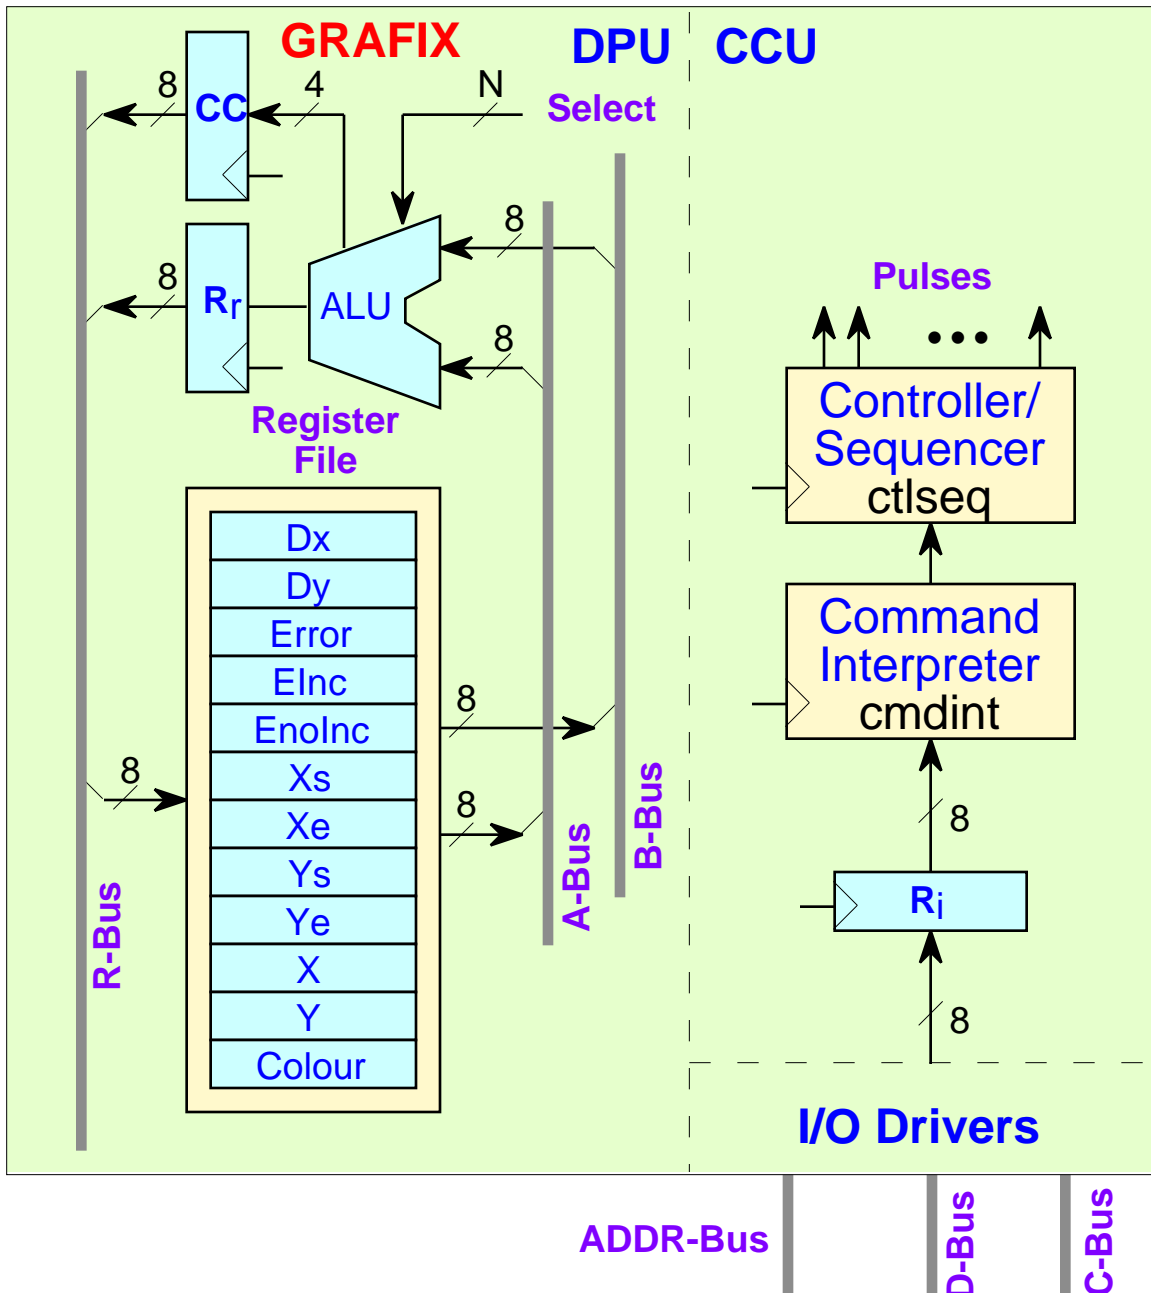 GRAFIX
DPU
CCU
8
CC
4
N
Select
8
Rr
ALU
8
8
Pulses
•••
Register
File
Controller/
Sequencer
ctlseq
Dx
Dy
Error
EInc
EnoInc
Xs
Xe
Ys
Ye
X
Y
Colour
8
8
8
R-Bus
A-Bus
B-Bus
Command
Interpreter
cmdint
8
Ri
8
I/O Drivers
ADDR-Bus
D-Bus
C-Bus